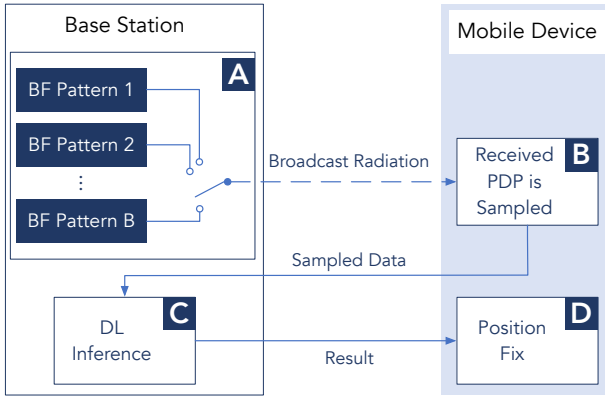 Base Station
Mobile Device
A
BF Pattern 1
BF Pattern 2
⋮
BF Pattern B
Broadcast Radiation
B
Received
PDP is
Sampled
Sampled Data
C
DL
Inference
Result
D
Position
Fix